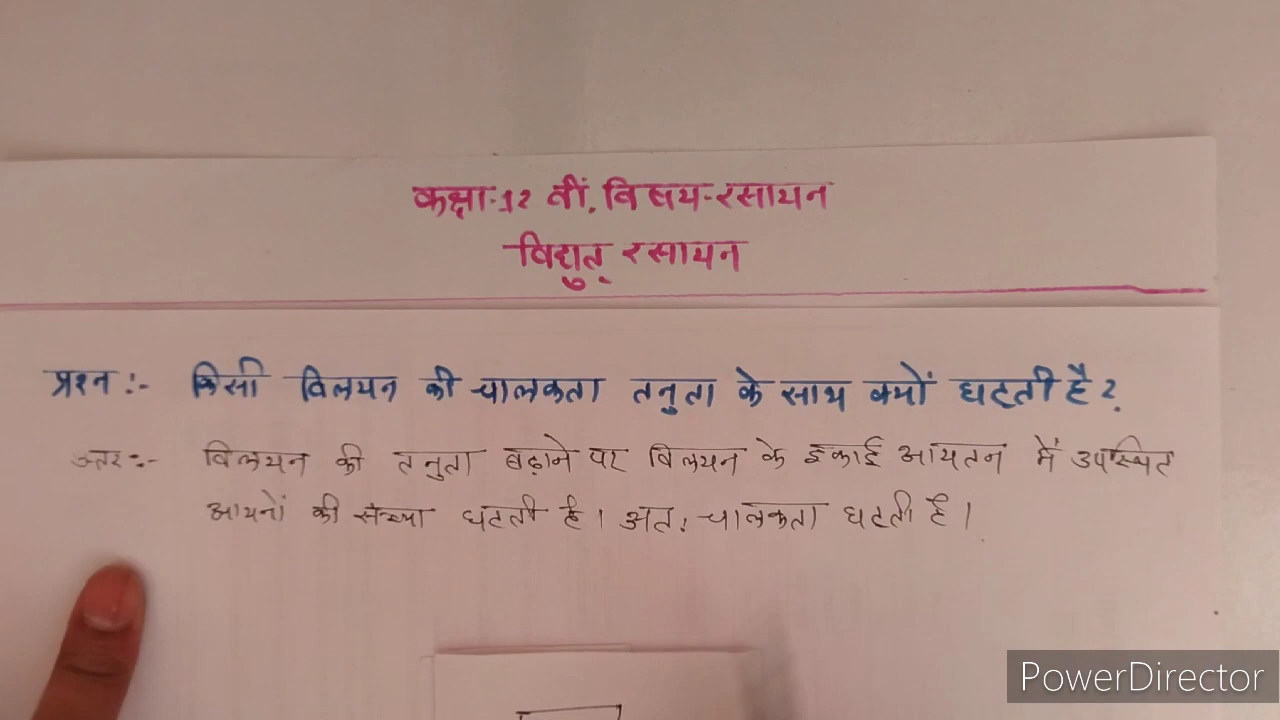 कक्षा-12 वीं. विषय-रसायन
विद्युत् रसायन
प्रश्न :- किसी विलयन की चालकता तनुता के साथ क्यों घटती है ?
उत्तर :- विलयन की तनुता बढ़ाने पर विलयन के इकाई आयतन में उपस्थित
आयनों की संख्या घटती है। अतः चालकता घटती है।
PowerDirector